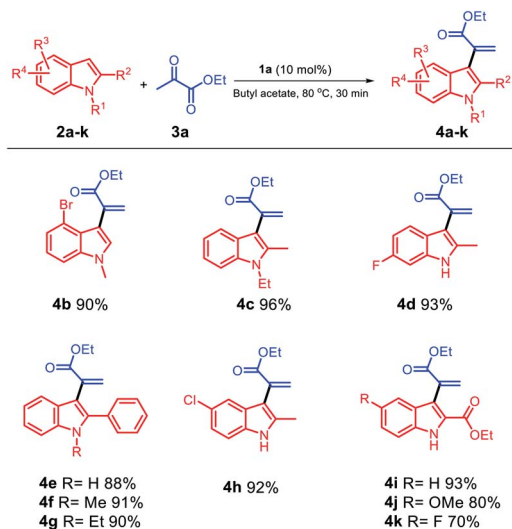 R³
R⁴
R²
N
R¹
2a-k
+
O
O
OEt
3a
1a (10 mol%)
Butyl acetate, 80 °C, 30 min
OEt
O
R³
R⁴
R²
N
R¹
4a-k
OEt
O
Br
N
4b 90%
OEt
O
N
Et
4c 96%
OEt
O
F
N
H
4d 93%
OEt
O
N
R
4e R= H 88%
4f R= Me 91%
4g R= Et 90%
OEt
O
Cl
N
H
4h 92%
OEt
O
R
O
N
H
OEt
4i R= H 93%
4j R= OMe 80%
4k R= F 70%